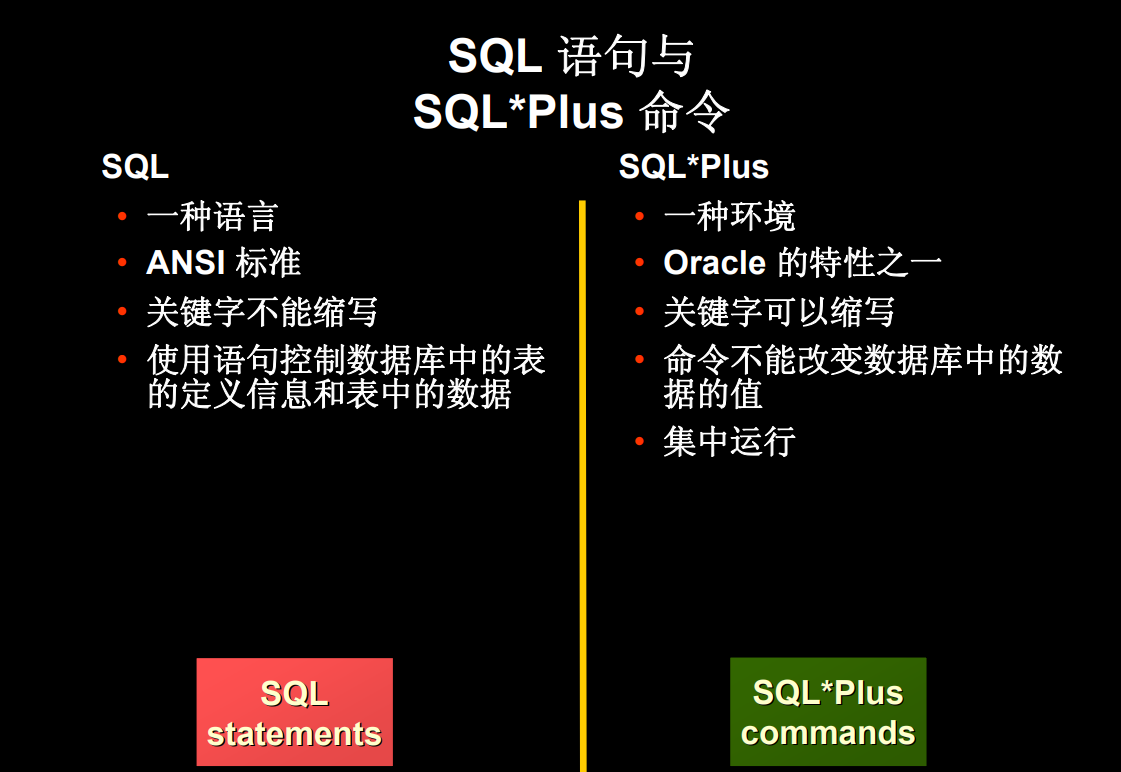 SQL 语句与
SQL*Plus 命令
SQL
• 一种语言
• ANSI 标准
• 关键字不能缩写
• 使用语句控制数据库中的表
的定义信息和表中的数据
SQL*Plus
• 一种环境
• Oracle 的特性之一
• 关键字可以缩写
• 命令不能改变数据库中的数
据的值
• 集中运行
SQL
statements
SQL*Plus
commands